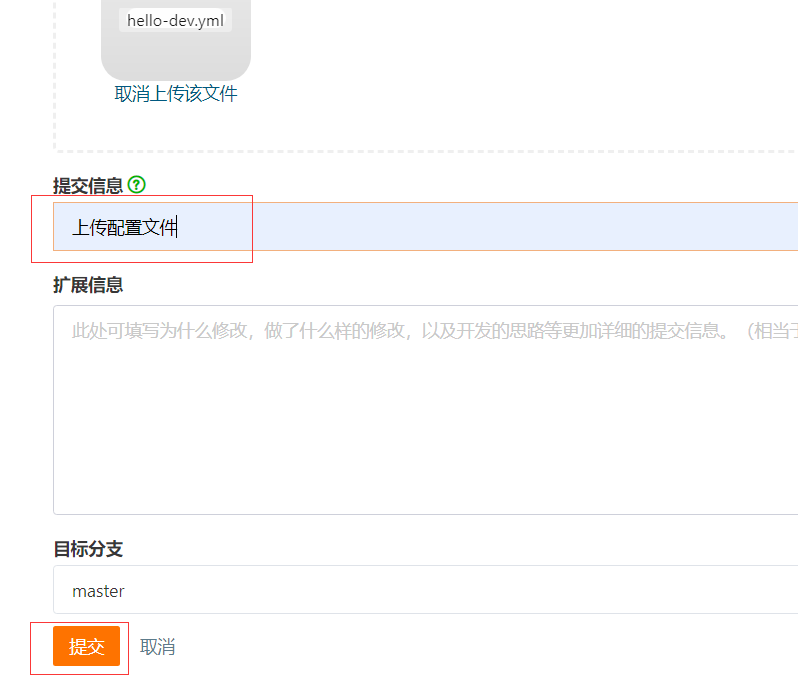 hello-dev.yml
取消上传该文件
提交信息
上传配置文件
扩展信息
此处可填写为什么修改，做了什么样的修改，以及开发的思路等更加详细的提交信息。（相当于
目标分支
master
提交 取消